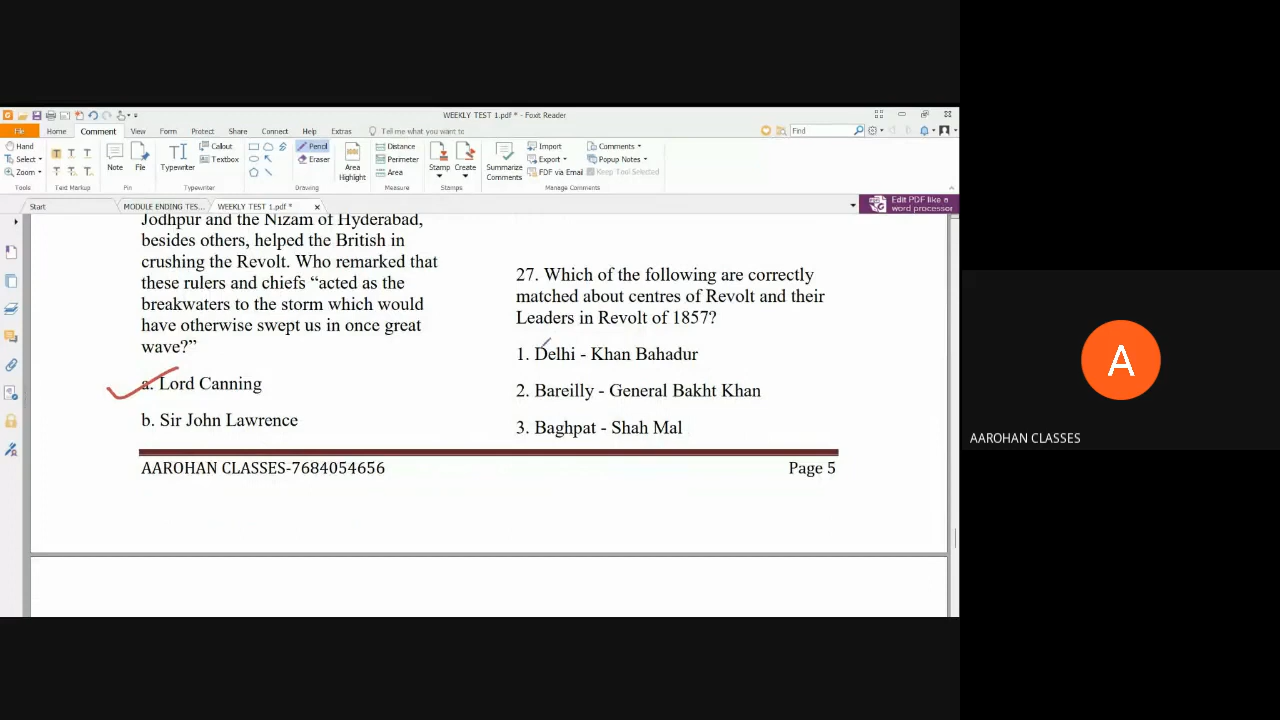 WEEKLY TEST 1.pdf * - Foxit Reader
File Home Comment View Form Protect Share Connect Help Extras Tell me what you want to Find
Hand
Select
Zoom
Tools
Text Markup
Note
File
Pin
Typewriter
Callout
Textbox
Typewriter
Pencil
Eraser
Drawing
Area
Highlight
Distance
Perimeter
Area
Measure
Stamp
Create
Stamps
Summarize
Comments
Import
Export
FDF via Email
Comments
Popup Notes
Keep Tool Selected
Manage Comments
Start MODULE ENDING TES... WEEKLY TEST 1.pdf *
Edit PDF like a
word processor
Jodhpur and the Nizam of Hyderabad,
besides others, helped the British in
crushing the Revolt. Who remarked that
these rulers and chiefs “acted as the
breakwaters to the storm which would
have otherwise swept us in once great
wave?”
a. Lord Canning
b. Sir John Lawrence
27. Which of the following are correctly
matched about centres of Revolt and their
Leaders in Revolt of 1857?
1. Delhi - Khan Bahadur
2. Bareilly - General Bakht Khan
3. Baghpat - Shah Mal
AAROHAN CLASSES-7684054656 Page 5
A
AAROHAN CLASSES